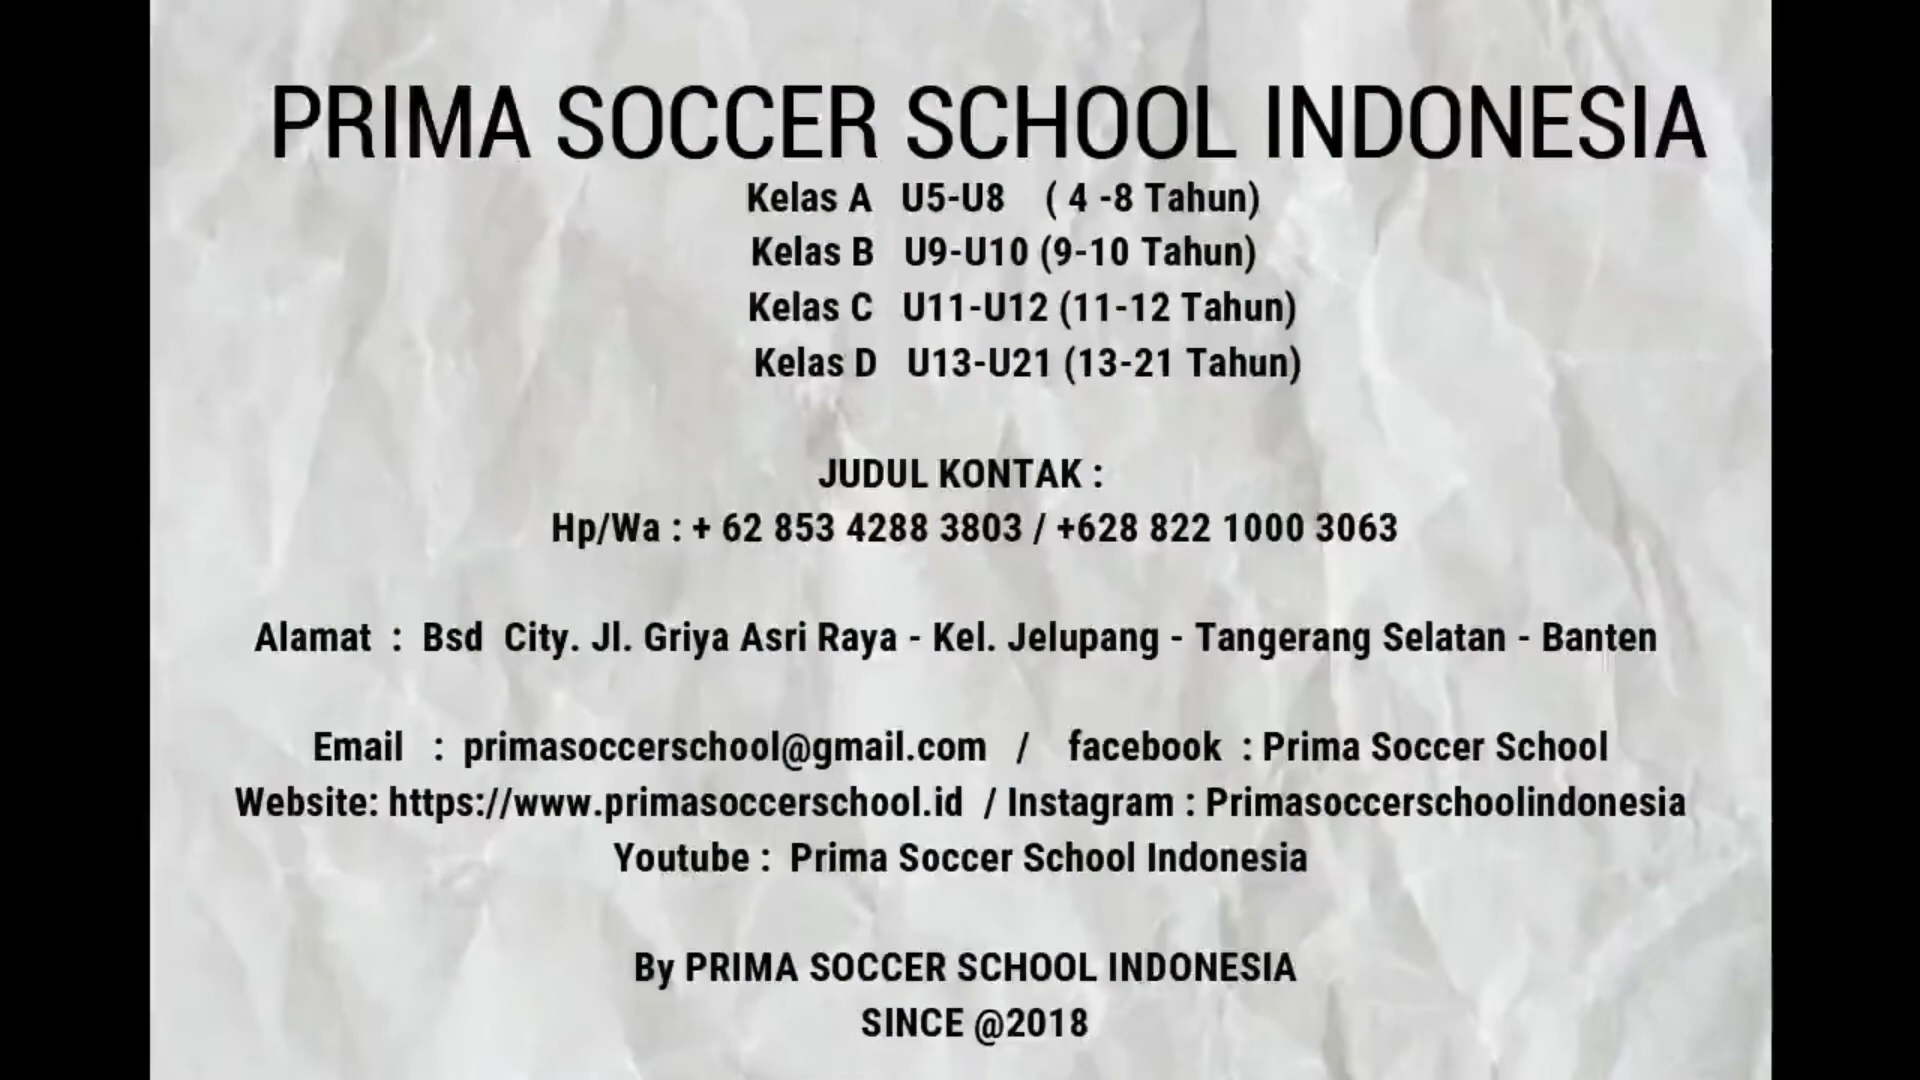 PRIMA SOCCER SCHOOL INDONESIA
Kelas A U5-U8 ( 4 -8 Tahun)
Kelas B U9-U10 (9-10 Tahun)
Kelas C U11-U12 (11-12 Tahun)
Kelas D U13-U21 (13-21 Tahun)
JUDUL KONTAK :
Hp/Wa : + 62 853 4288 3803 / +628 822 1000 3063
Alamat : Bsd City. Jl. Griya Asri Raya - Kel. Jelupang - Tangerang Selatan - Banten
Email : primasoccerschool@gmail.com / facebook : Prima Soccer School
Website: https://www.primasoccerschool.id / Instagram : Primasoccerschoolindonesia
Youtube : Prima Soccer School Indonesia
By PRIMA SOCCER SCHOOL INDONESIA
SINCE @2018